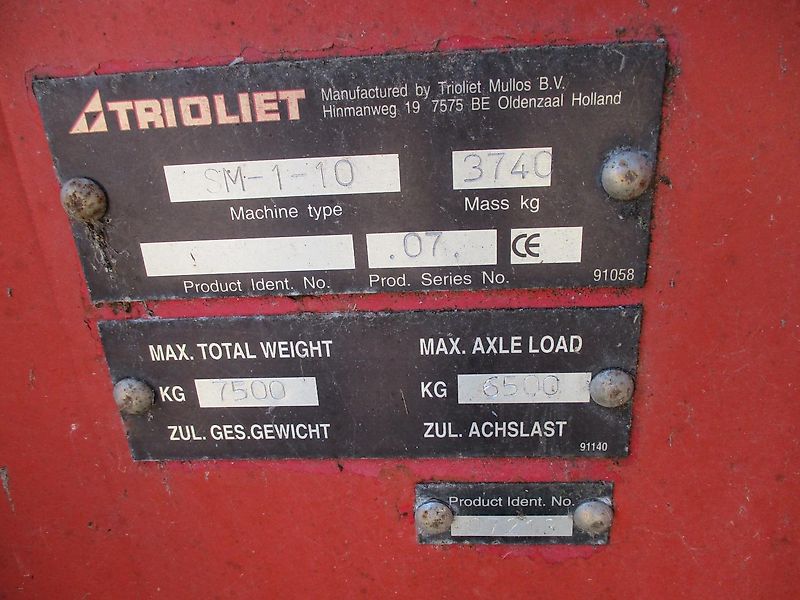 TRIOLIET
Manufactured by Trioliet Mullos B.V.
Hinmanweg 19 7575 BE Oldenzaal Holland
SM-1-10
3740
Machine type
Mass kg
.07.
CE
Product Ident. No.
Prod. Series No.
91058
MAX. TOTAL WEIGHT
MAX. AXLE LOAD
KG 7500
KG 6500
ZUL. GES.GEWICHT
ZUL. ACHSLAST
91140
Product Ident. No.